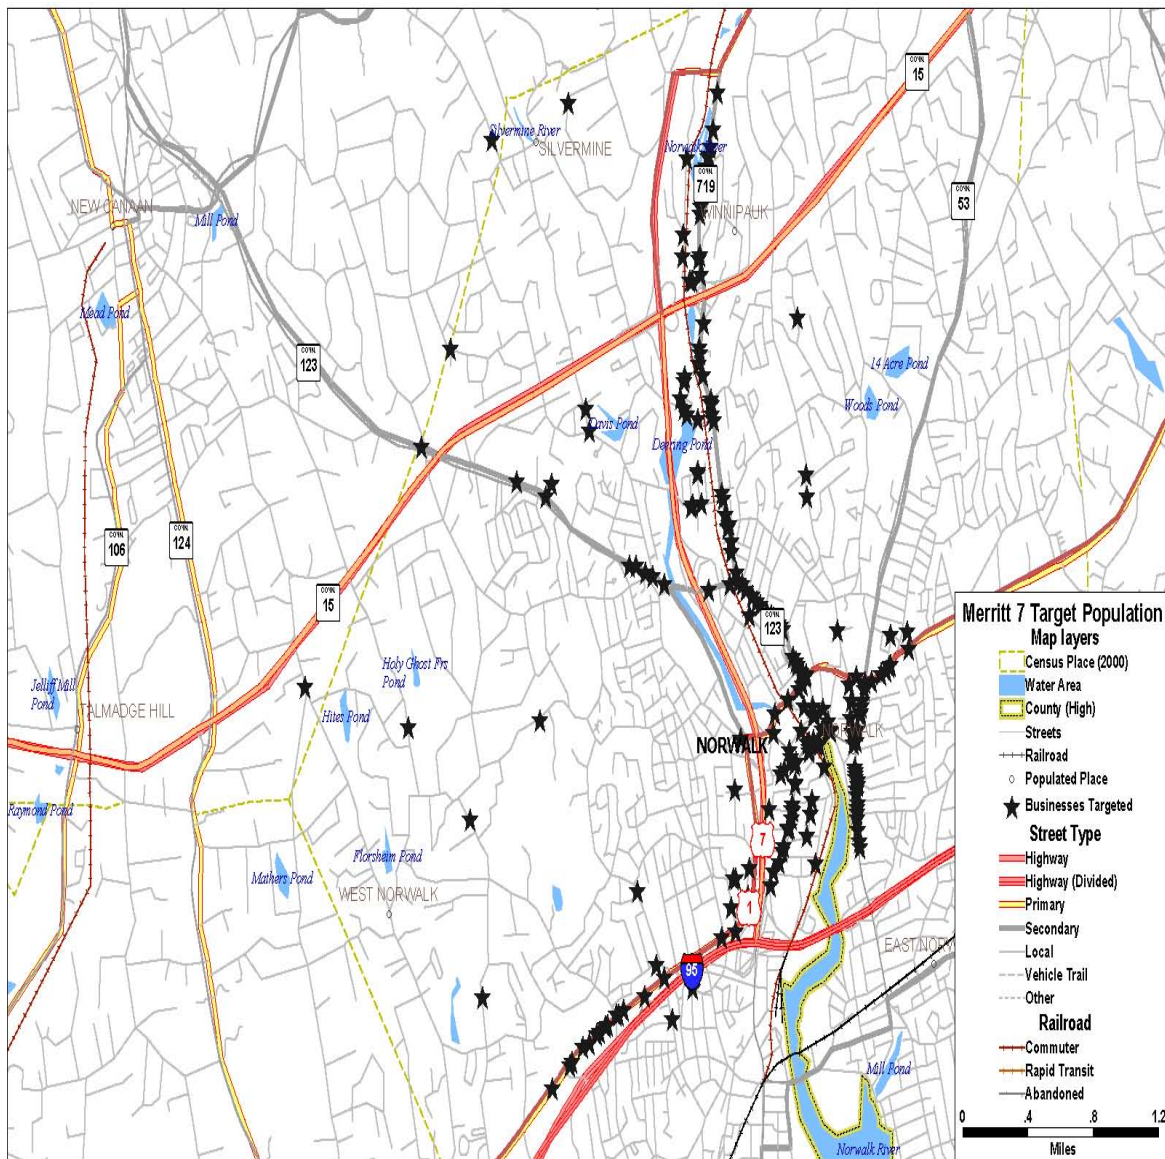 CONN.
15
Silvermine River
SILVERMINE
Norwalk River
CONN.
719
WINNIPAUK
CONN.
53
NEW CANAAN
Mill Pond
Mead Pond
CONN.
123
14 Acre Pond
Woods Pond
Davis Pond
Deering Pond
CONN.
106
CONN.
124
CONN.
15
CONN.
123
Holy Ghost Frs
Pond
Jelliff Mill
Pond
TALMADGE HILL
Hites Pond
NORWALK
NORWALK
Raymond Pond
7
Florsheim Pond
Mathers Pond
WEST NORWALK
1
EAST NORW
95
Mill Pond
Norwalk River
Merritt 7 Target Population
Map layers
Census Place (2000)
Water Area
County (High)
Streets
Railroad
Populated Place
Businesses Targeted
Street Type
Highway
Highway (Divided)
Primary
Secondary
Local
Vehicle Trail
Other
Railroad
Commuter
Rapid Transit
Abandoned
0 .4 .8 1.2
Miles